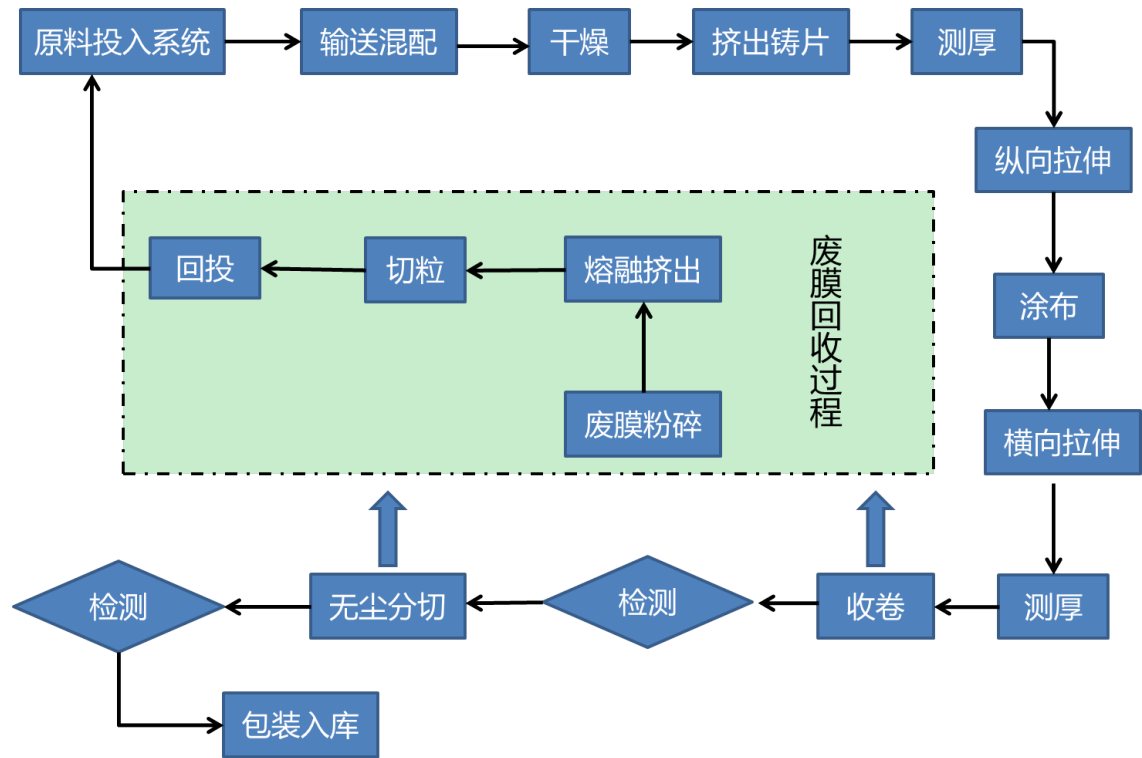 原料投入系统
输送混配
干燥
挤出铸片
测厚
纵向拉伸
涂布
横向拉伸
测厚
收卷
检测
无尘分切
检测
包装入库
废膜回收过程
废膜粉碎
熔融挤出
切粒
回投